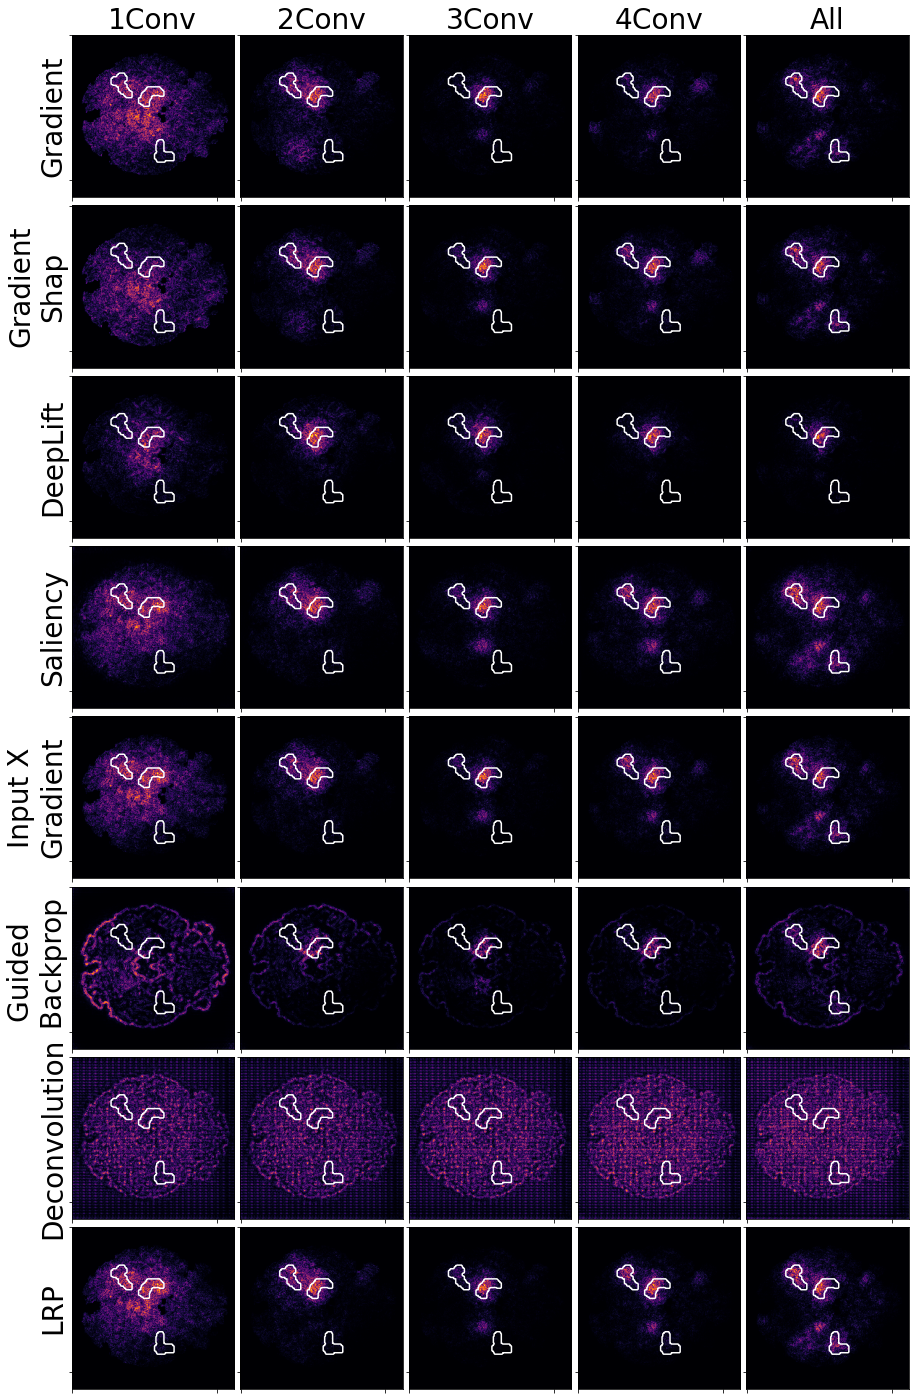 1Conv 2Conv 3Conv 4Conv All
Gradient
Gradient
Shap
DeepLift
Saliency
Input X
Gradient
Guided
Backprop
Deconvolution
LRP